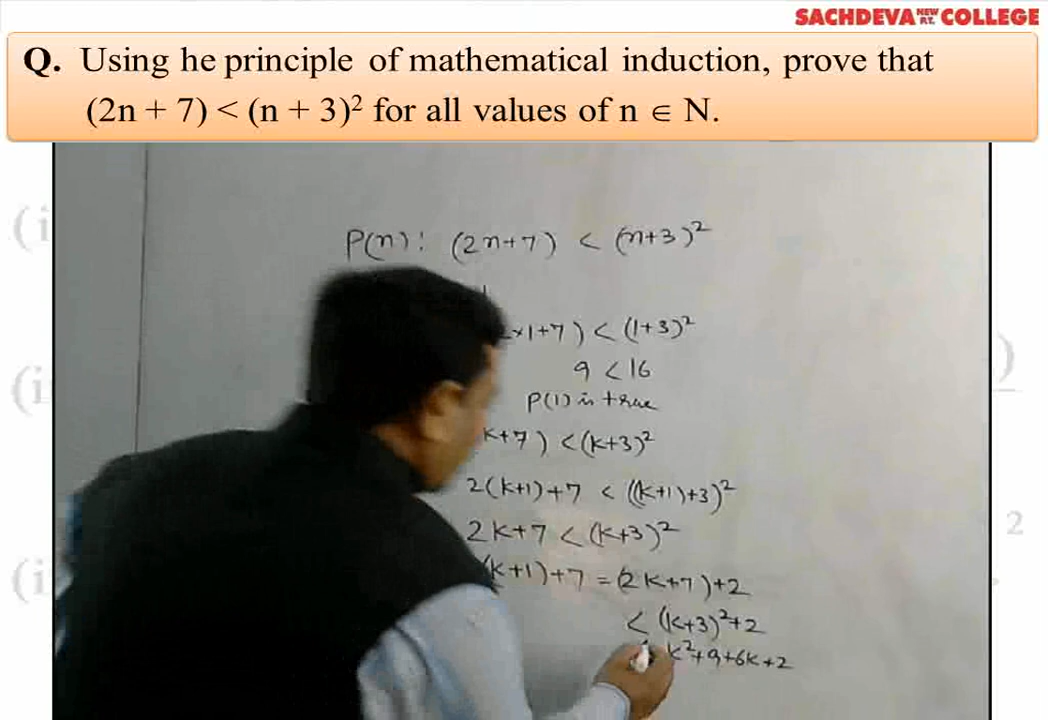 SACHDEVA NEW P.T. COLLEGE
Q. Using he principle of mathematical induction, prove that
(2n + 7) < (n + 3)² for all values of n ∈ N.
P(n): (2n+7) < (n+3)²
×1+7) < (1+3)²
9 < 16
P(1) is true
k+7) < (k+3)²
2(k+1)+7 < ((k+1)+3)²
2k+7 < (k+3)²
(k+1)+7 = (2k+7)+2
< (k+3)²+2
k²+9+6k+2
(i
(i
(i
)
2